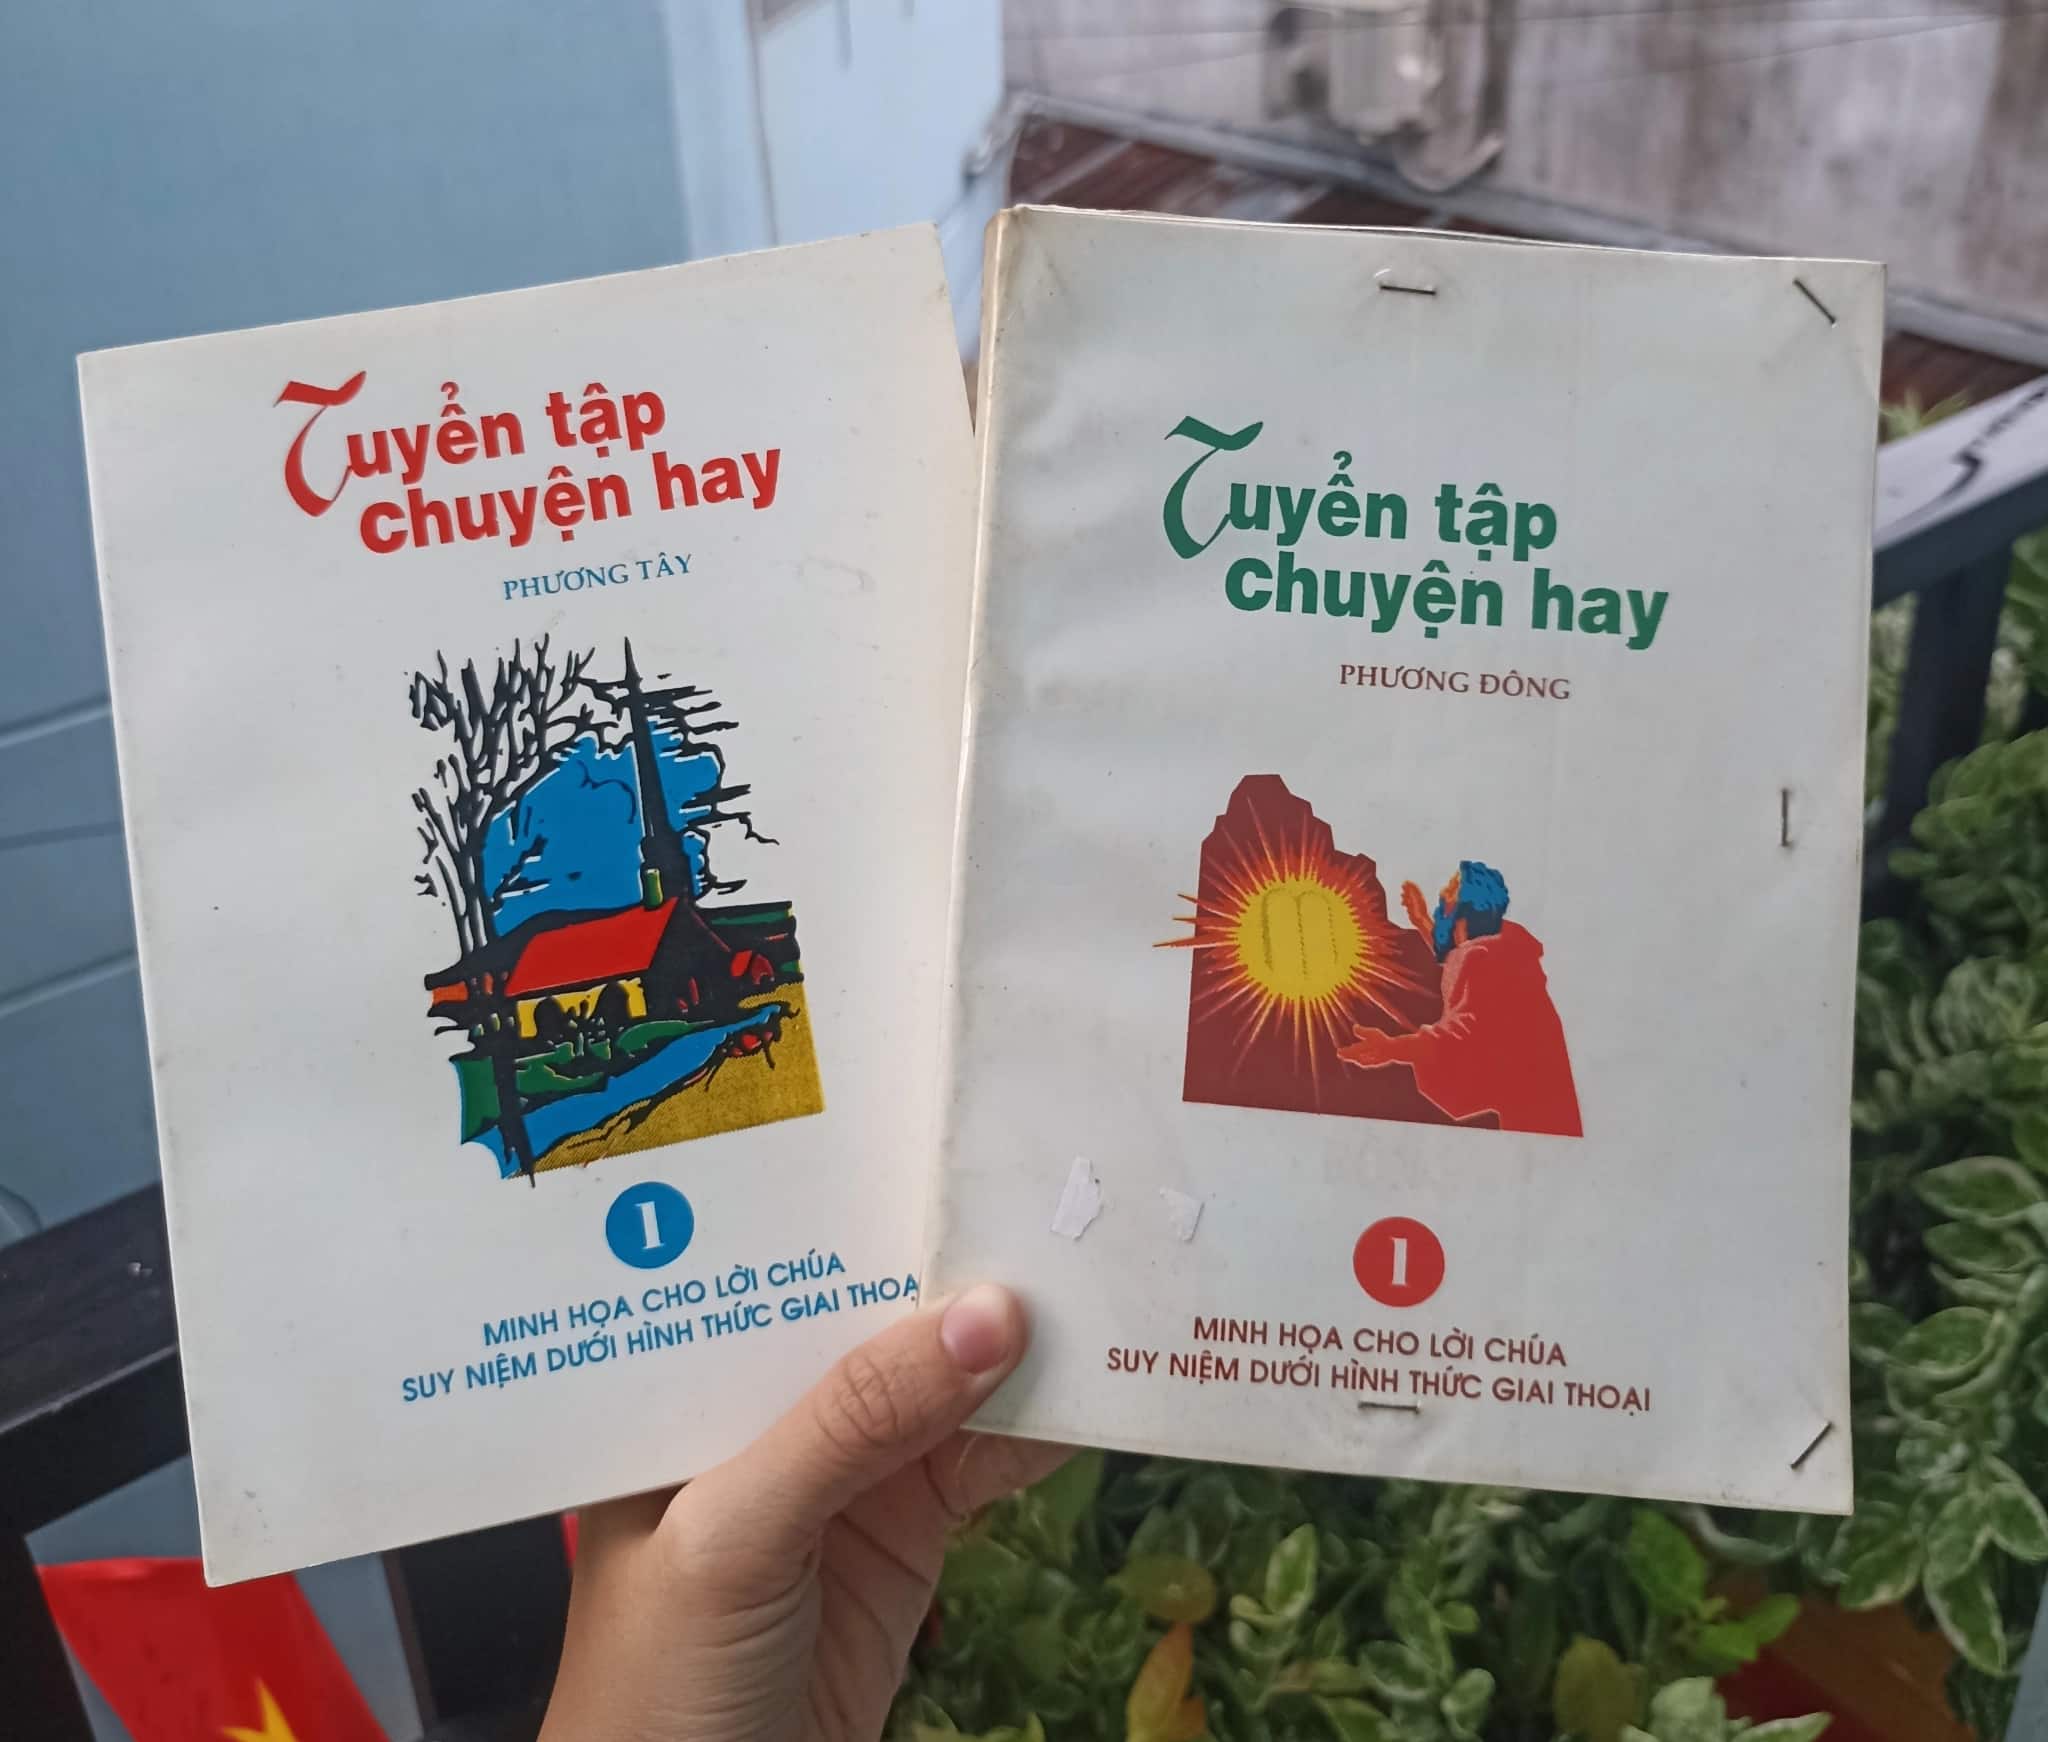 Tuyển tập
chuyện hay
PHƯƠNG TÂY
1
MINH HỌA CHO LỜI CHÚA
SUY NIỆM DƯỚI HÌNH THỨC GIAI
Tuyển tập
chuyện hay
PHƯƠNG ĐÔNG
1
MINH HỌA CHO LỜI CHÚA
SUY NIỆM DƯỚI HÌNH THỨC GIAI THOẠI